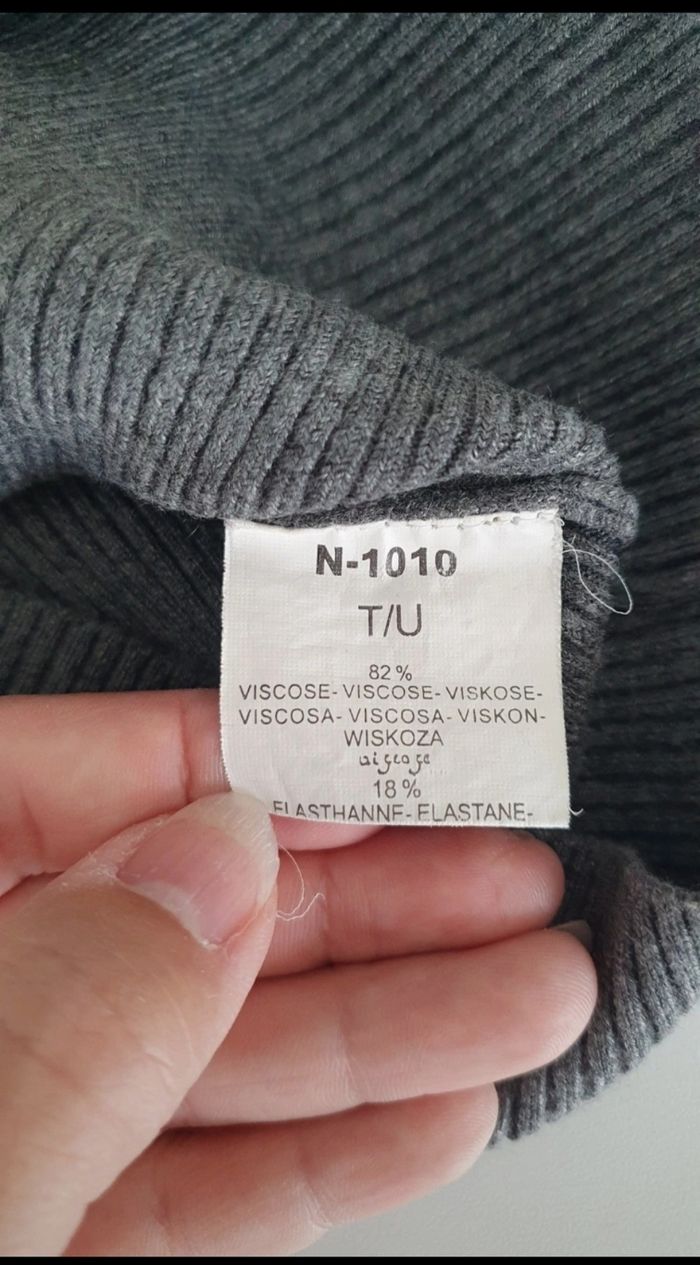 N-1010
T/U
82%
VISCOSE- VISCOSE- VISKOSE-
VISCOSA- VISCOSA- VISKON-
WISKOZA
18%
ELASTHANNE- ELASTANE-